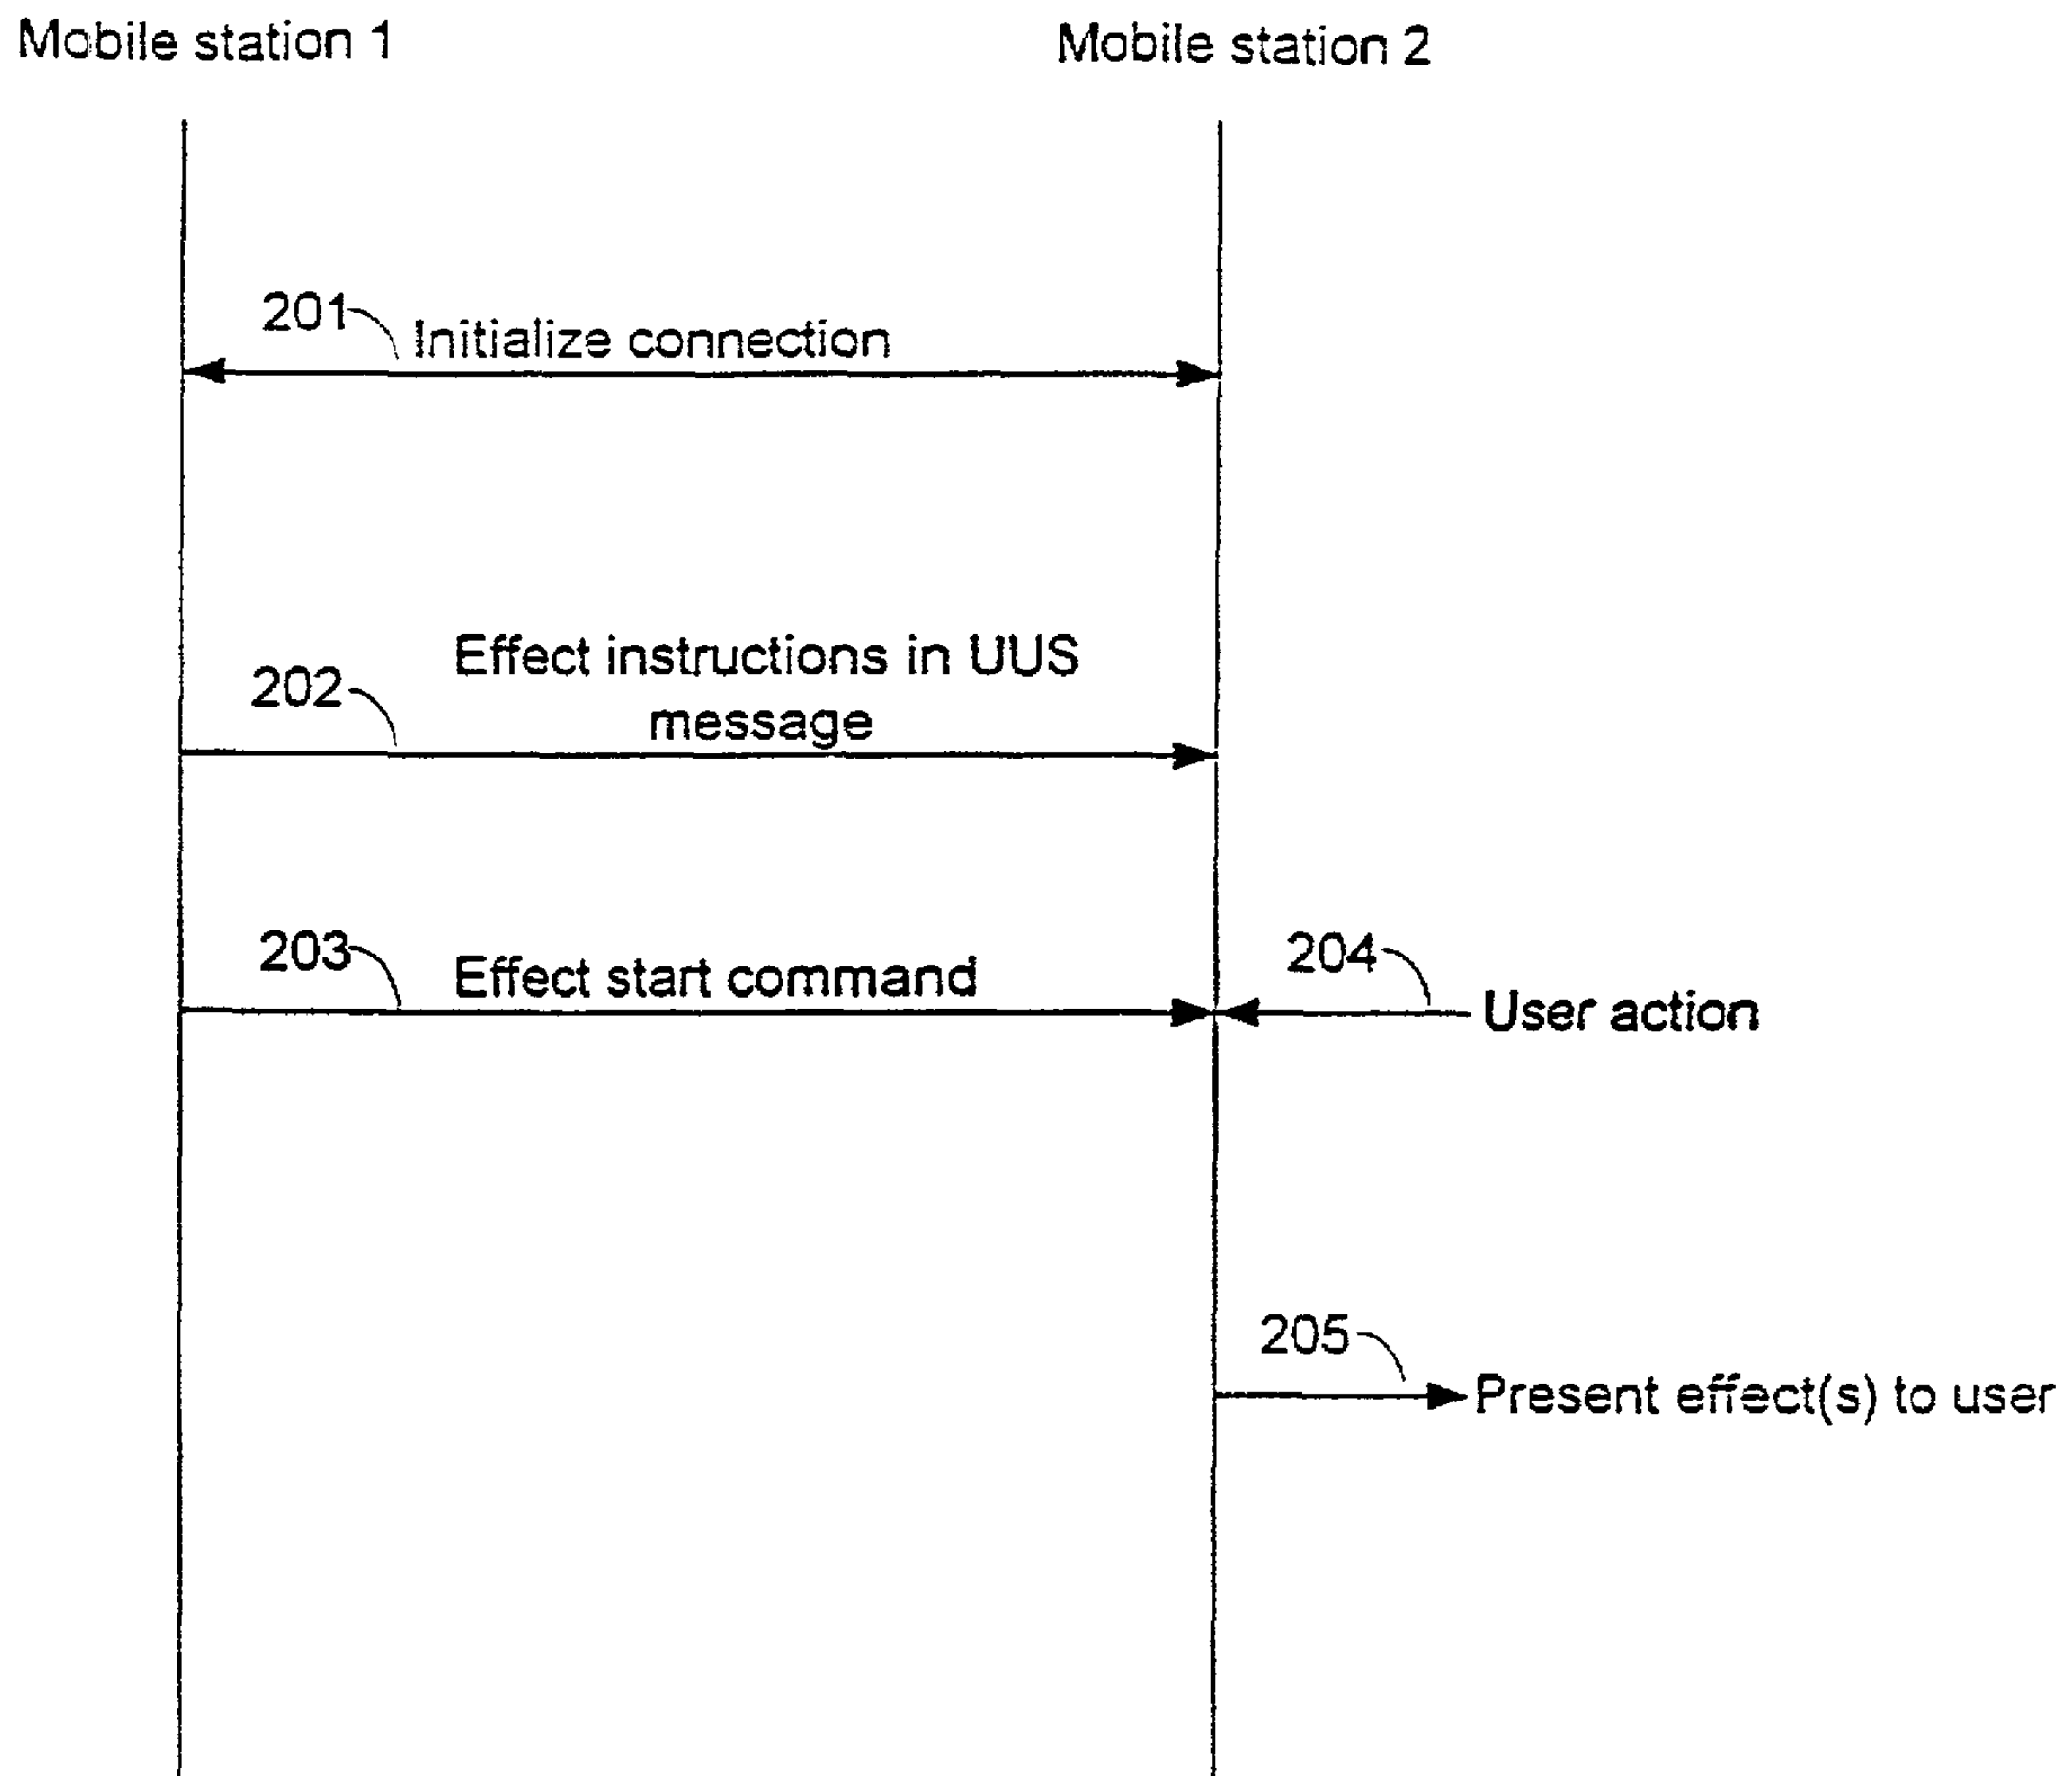 Mobile station 1
Mobile station 2
201
Initialize connection
Effect instructions in UUS
message
202
203
Effect start command
204
User action
205
Present effect(s) to user